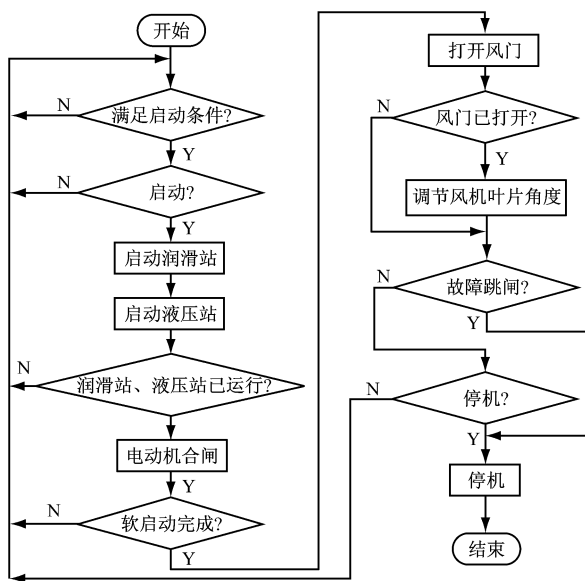 开始
满足启动条件?
N
Y
启动?
N
Y
启动润滑站
启动液压站
润滑站、液压站已运行?
N
电动机合闸
Y
软启动完成?
N
Y
打开风门
风门已打开?
N
Y
调节风机叶片角度
故障跳闸?
N
Y
停机?
N
Y
停机
结束